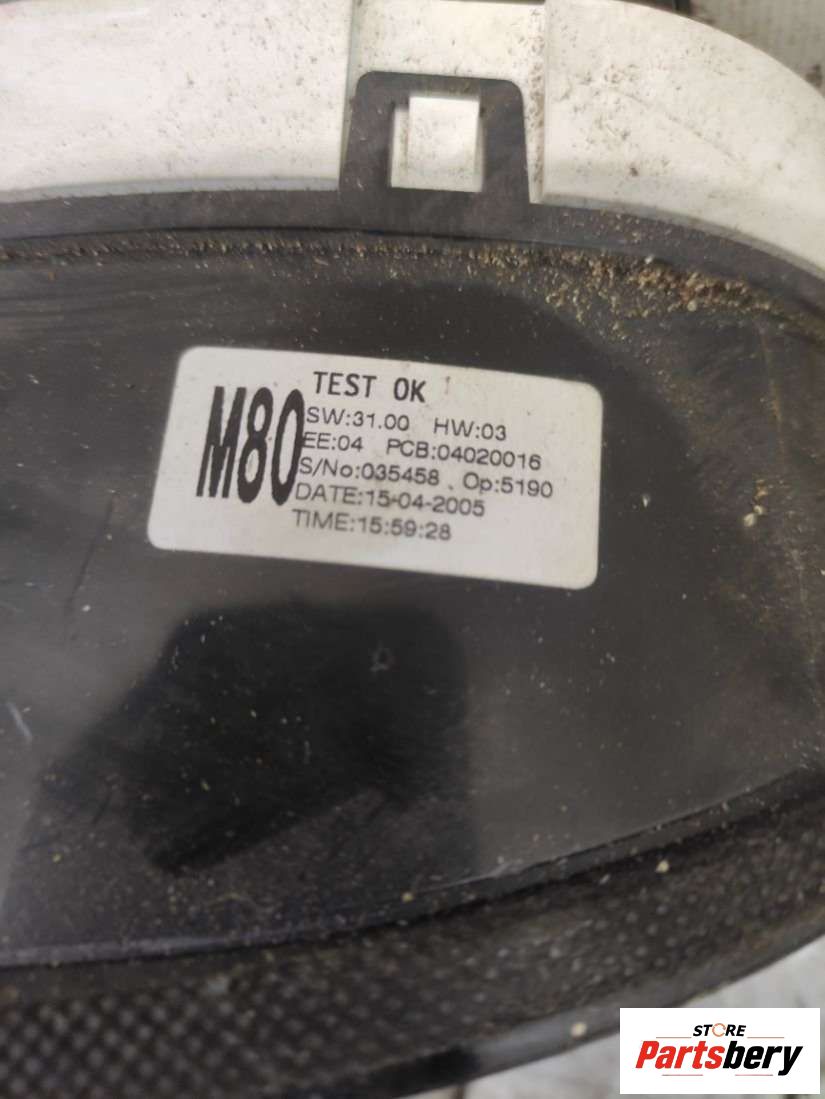 M80
TEST OK
SW:31.00 HW:03
EE:04 PCB:04020016
S/No:035458 Op:5190
DATE:15-04-2005
TIME:15:59:28
STORE
Partsbery